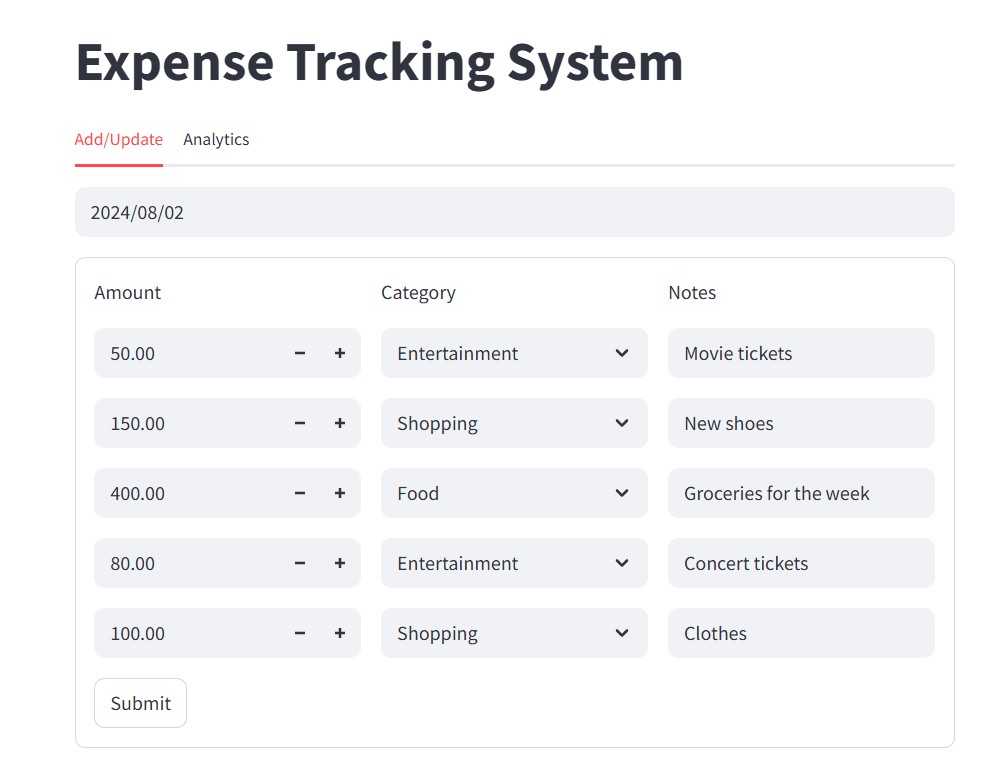 Expense Tracking System
Add/Update Analytics
2024/08/02
Amount Category Notes
50.00 − + Entertainment Movie tickets
150.00 − + Shopping New shoes
400.00 − + Food Groceries for the week
80.00 − + Entertainment Concert tickets
100.00 − + Shopping Clothes
Submit